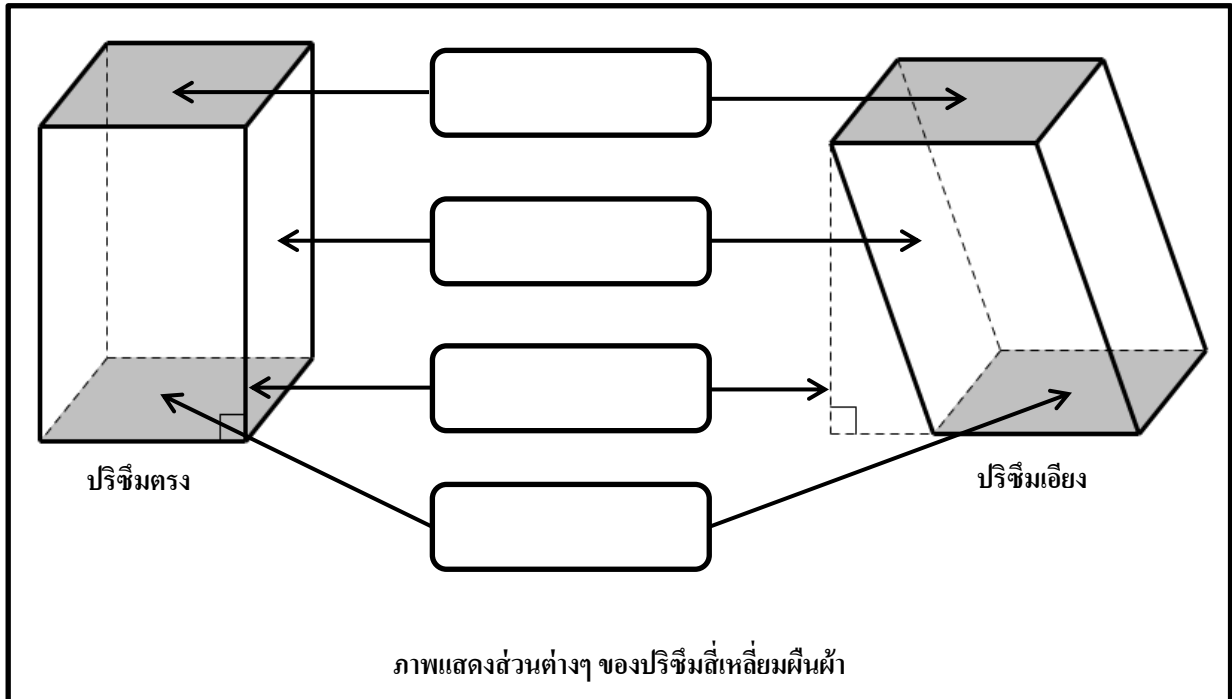 ปริซึมตรง
ปริซึมเอียง
ภาพแสดงส่วนต่างๆ ของปริซึมสี่เหลี่ยมผืนผ้า